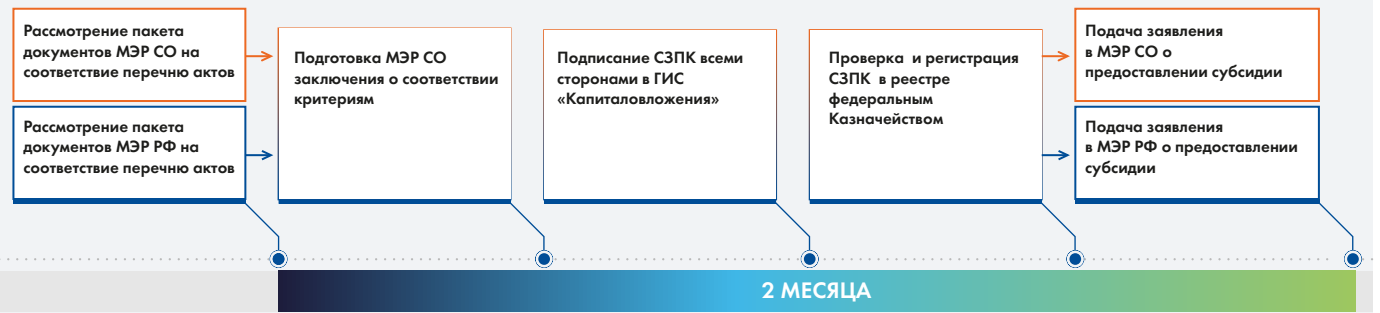 Рассмотрение пакета
документов МЭР СО на
соответствие перечню актов
Рассмотрение пакета
документов МЭР РФ на
соответствие перечню актов
Подготовка МЭР СО
заключения о соответствии
критериям
Подписание СЗПК всеми
сторонами в ГИС
«Капиталовложения»
Проверка и регистрация
СЗПК в реестре
федеральным
Казначейством
Подача заявления
в МЭР СО о
предоставлении субсидии
Подача заявления
в МЭР РФ о предоставлении
субсидии
2 МЕСЯЦА